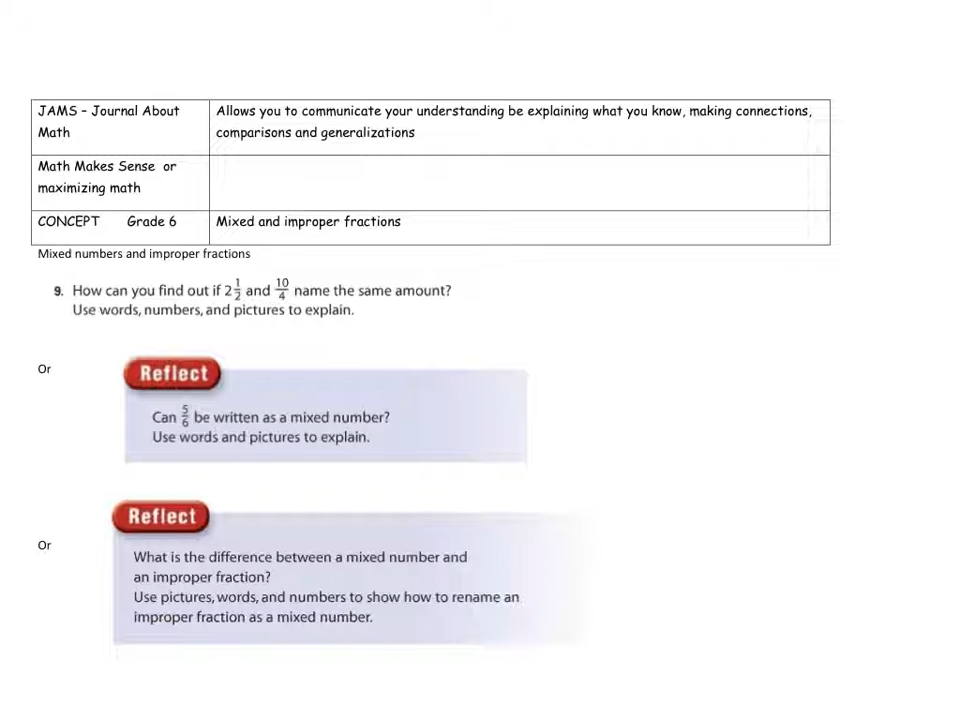 JAMS – Journal About
Math
Allows you to communicate your understanding be explaining what you know, making connections,
comparisons and generalizations
Math Makes Sense or
maximizing math
CONCEPT Grade 6
Mixed and improper fractions
Mixed numbers and improper fractions
9. How can you find out if 2 1/2 and 10/4 name the same amount?
Use words, numbers, and pictures to explain.
Or
Reflect
Can 5/6 be written as a mixed number?
Use words and pictures to explain.
Reflect
Or
What is the difference between a mixed number and
an improper fraction?
Use pictures, words, and numbers to show how to rename an
improper fraction as a mixed number.